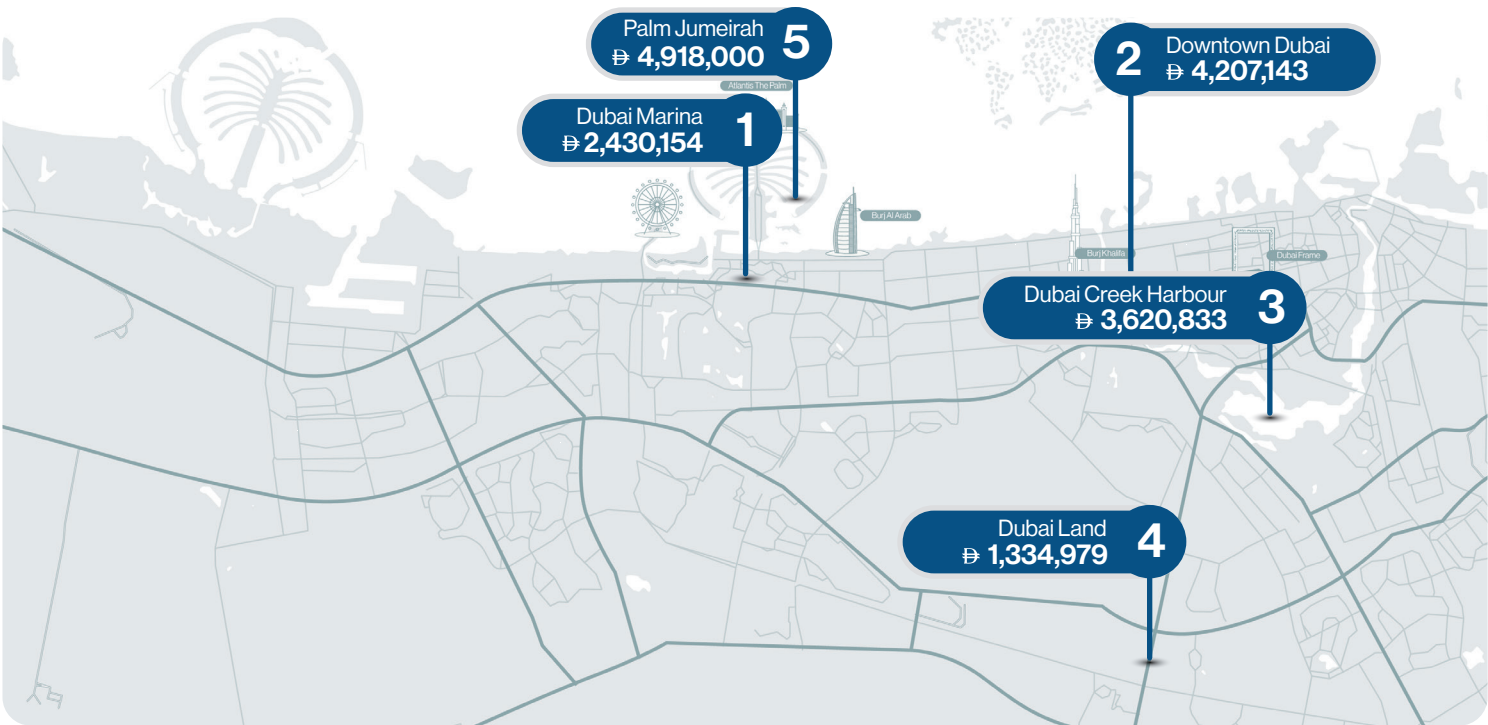 Palm Jumeirah
Đ 4,918,000
5
2
Downtown Dubai
Đ 4,207,143
Atlantis The Palm
Dubai Marina
Đ 2,430,154
1
Burj Al Arab
Burj Khalifa
Dubai Frame
Dubai Creek Harbour
Đ 3,620,833
3
Dubai Land
Đ 1,334,979
4